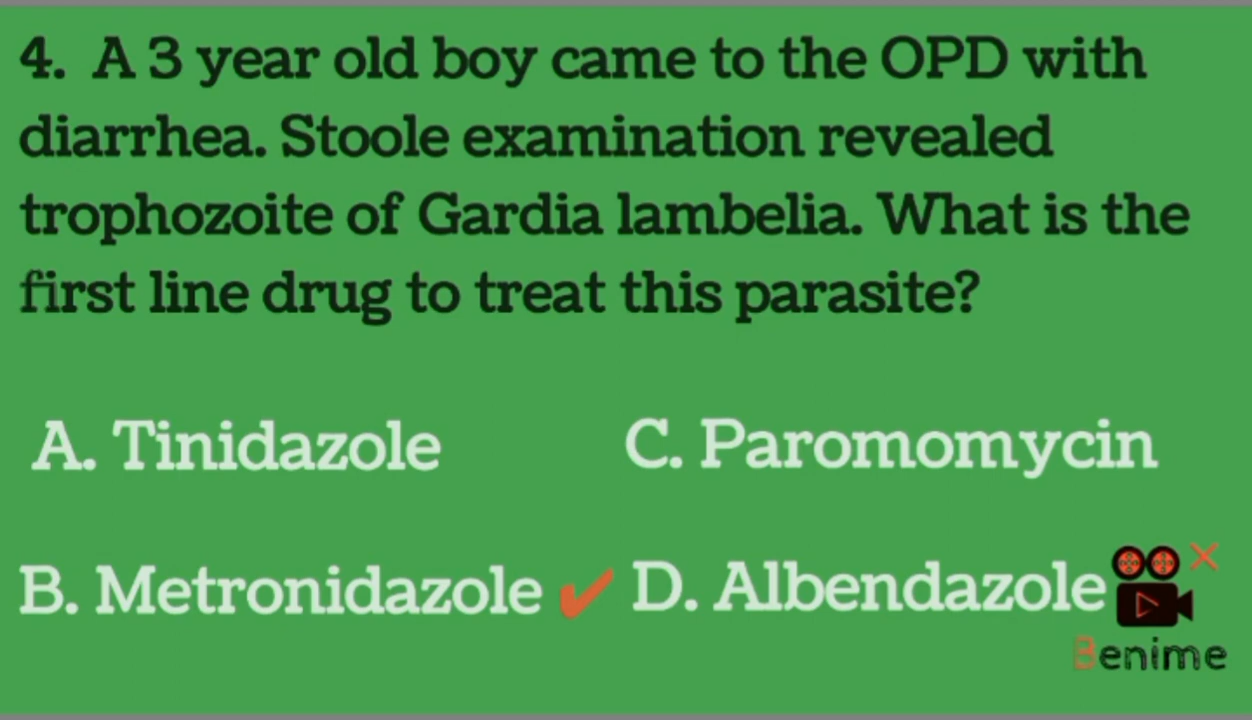 4. A 3 year old boy came to the OPD with
diarrhea. Stoole examination revealed
trophozoite of Gardia lambelia. What is the
first line drug to treat this parasite?
A. Tinidazole
C. Paromomycin
B. Metronidazole ✔
D. Albendazole
Benime